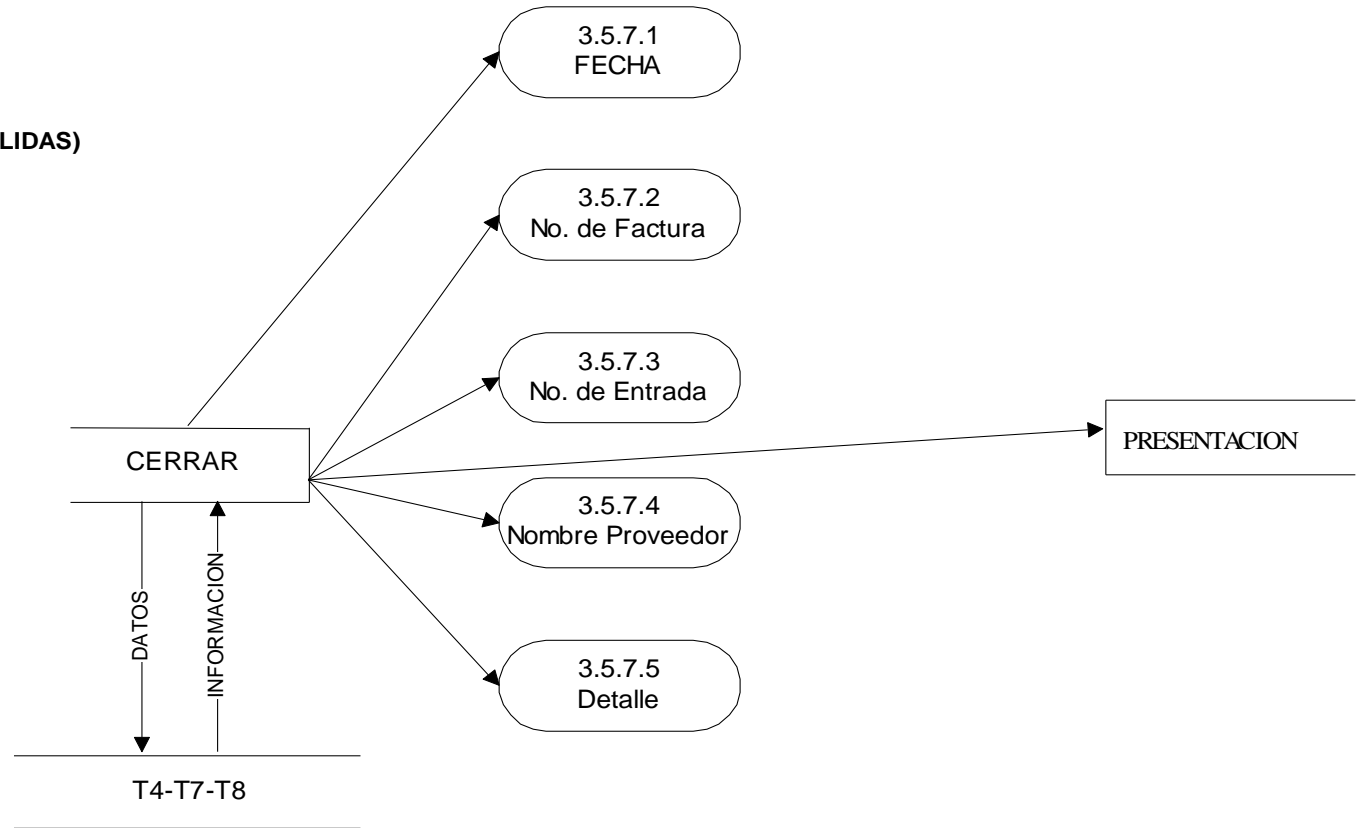 3.5.7.1
FECHA
LIDAS)
3.5.7.2
No. de Factura
3.5.7.3
No. de Entrada
CERRAR
PRESENTACION
3.5.7.4
Nombre Proveedor
DATOS
INFORMACION
3.5.7.5
Detalle
T4-T7-T8